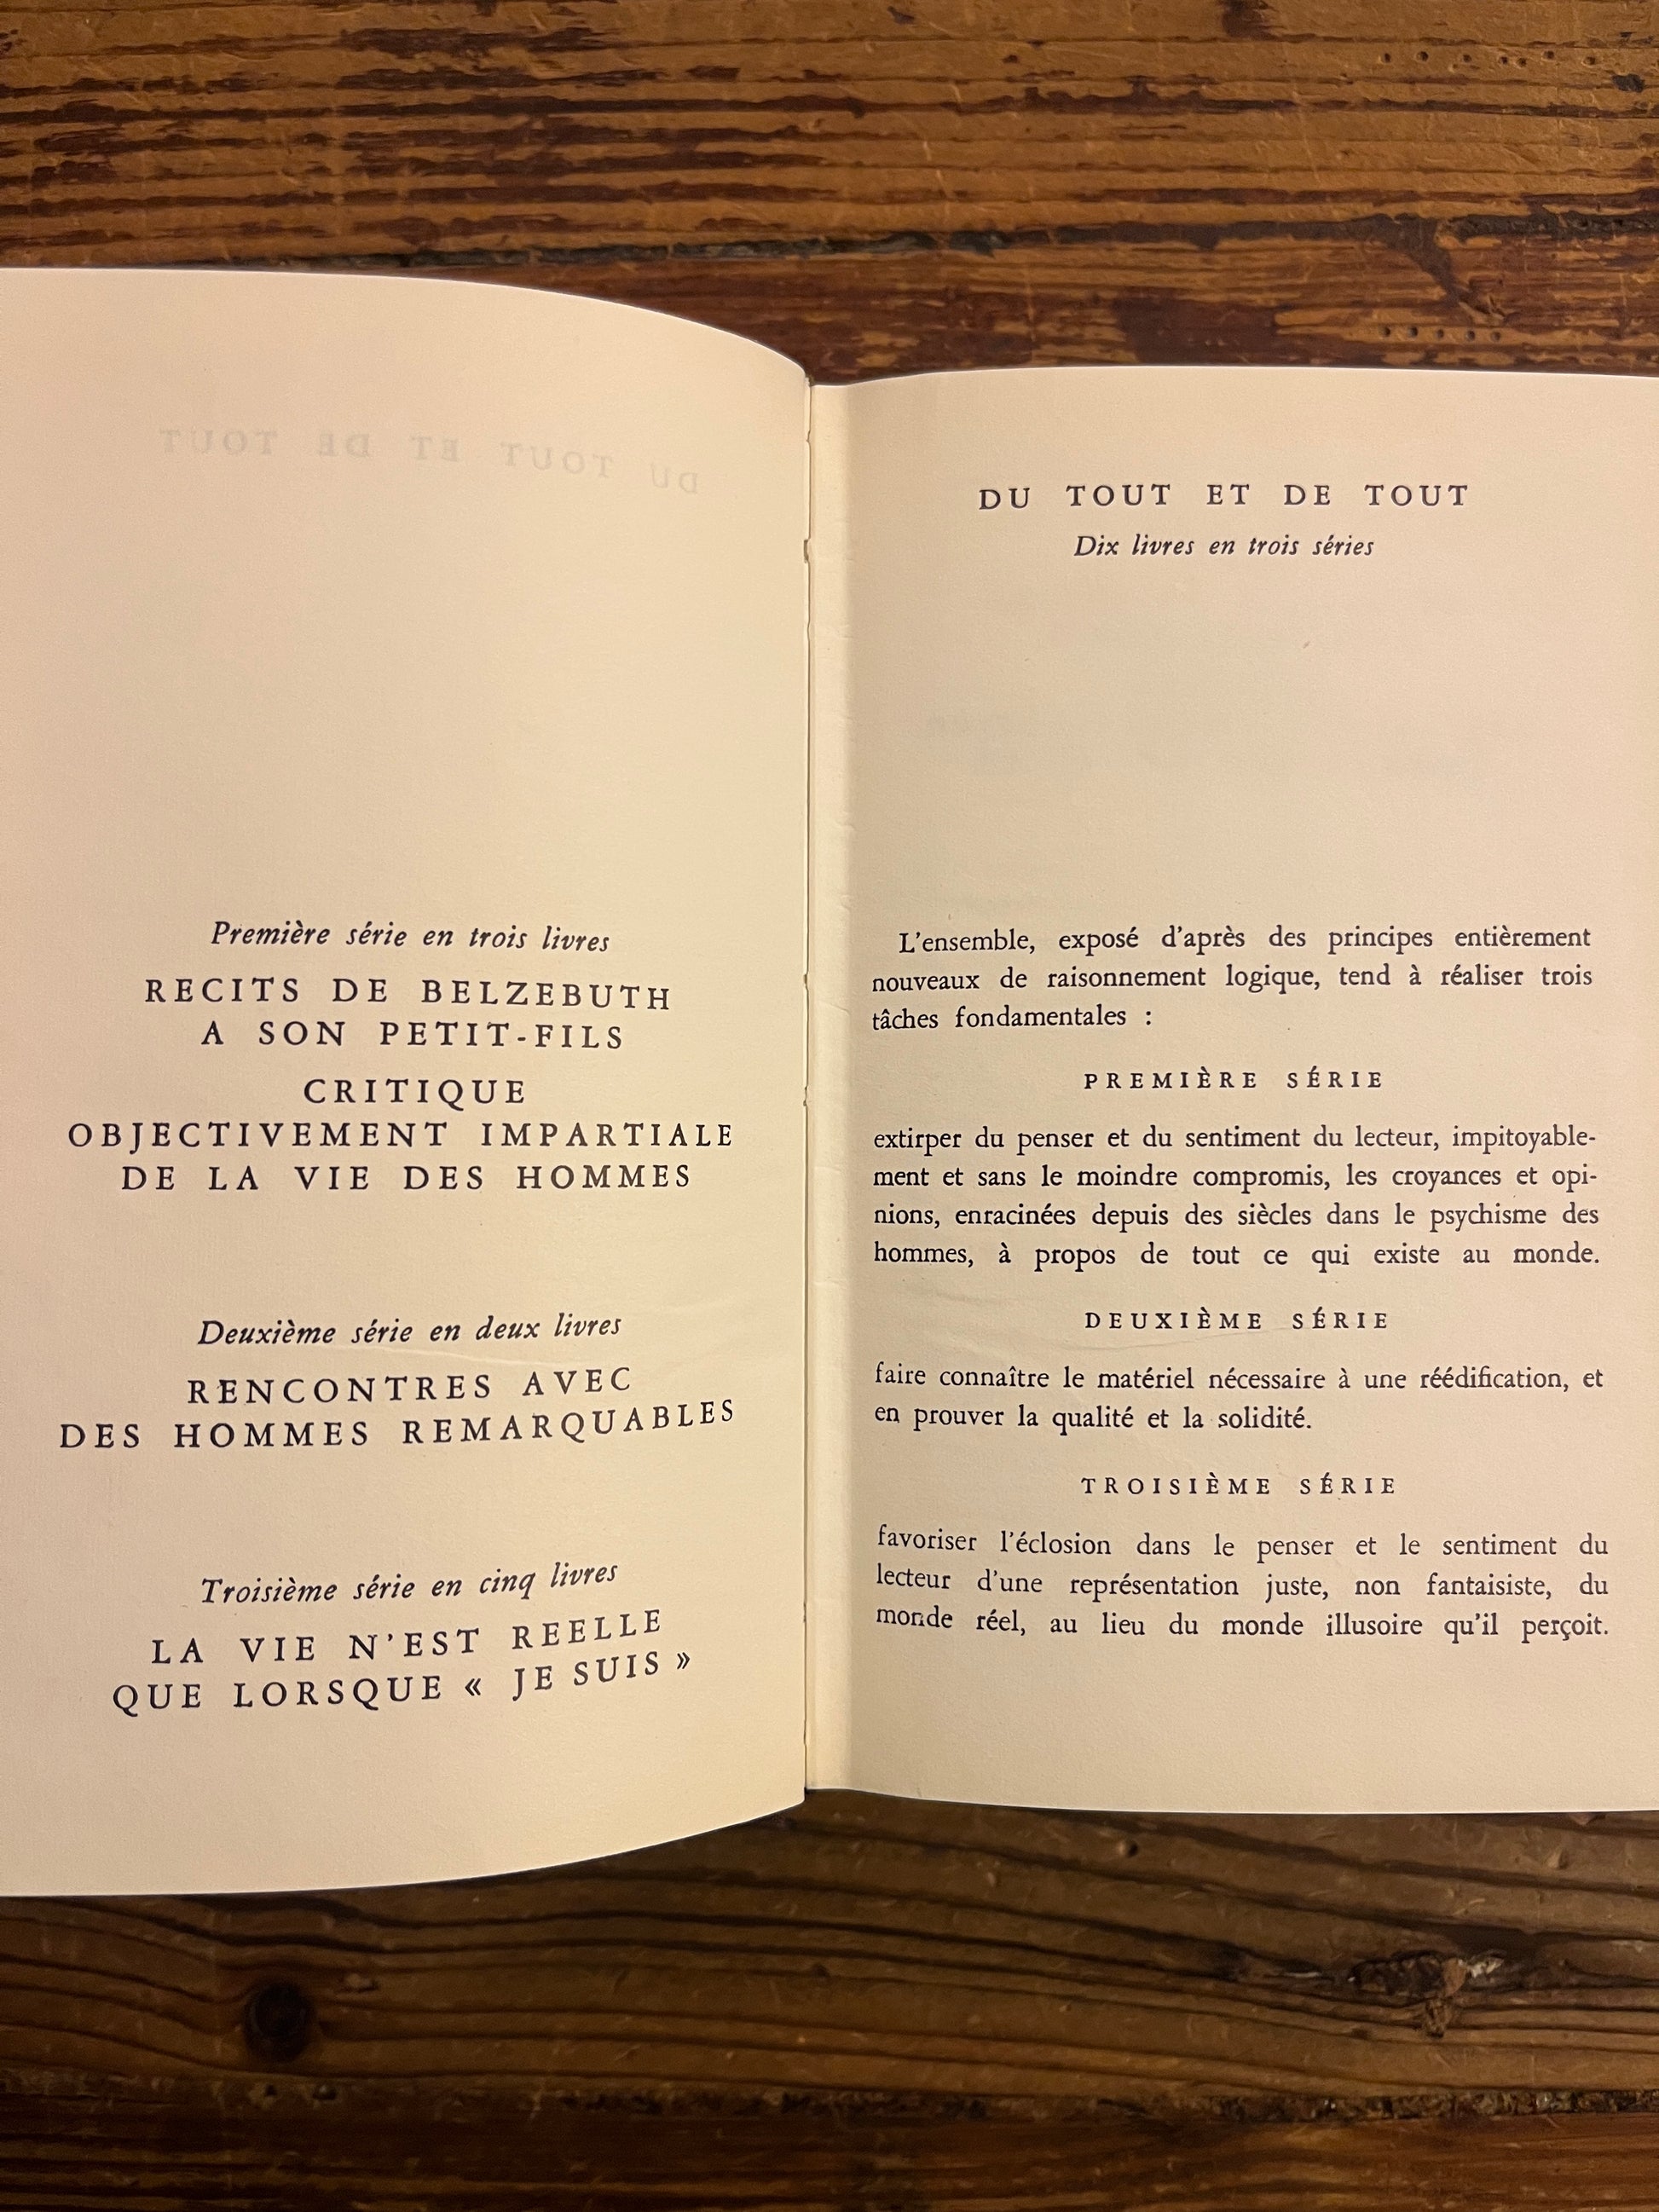 DU TOUT ET DE TOUT
Première série en trois livres
RECITS DE BELZEBUTH
A SON PETIT-FILS
CRITIQUE
OBJECTIVEMENT IMPARTIALE
DE LA VIE DES HOMMES
Deuxième série en deux livres
RENCONTRES AVEC
DES HOMMES REMARQUABLES
Troisième série en cinq livres
LA VIE N'EST REELLE
QUE LORSQUE « JE SUIS »
DU TOUT ET DE TOUT
Dix livres en trois séries
L'ensemble, exposé d'après des principes entièrement
nouveaux de raisonnement logique, tend à réaliser trois
tâches fondamentales :
PREMIÈRE SÉRIE
extirper du penser et du sentiment du lecteur, impitoyable-
ment et sans le moindre compromis, les croyances et opi-
nions, enracinées depuis des siècles dans le psychisme des
hommes, à propos de tout ce qui existe au monde.
DEUXIÈME SÉRIE
faire connaître le matériel nécessaire à une réédification, et
en prouver la qualité et la solidité.
TROISIÈME SÉRIE
favoriser l'éclosion dans le penser et le sentiment du
lecteur d'une représentation juste, non fantaisiste, du
monde réel, au lieu du monde illusoire qu'il perçoit.